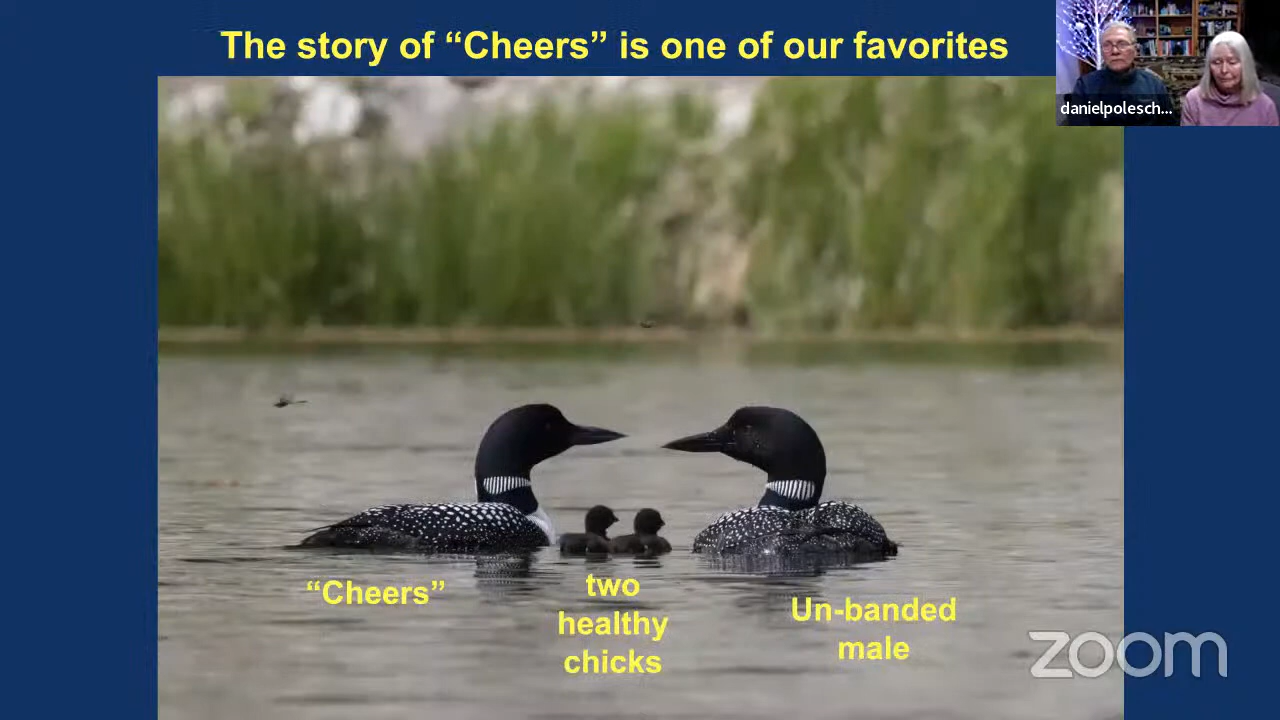 The story of “Cheers” is one of our favorites
danielpolesch...
“Cheers”
two
healthy
chicks
Un-banded
male
zoom